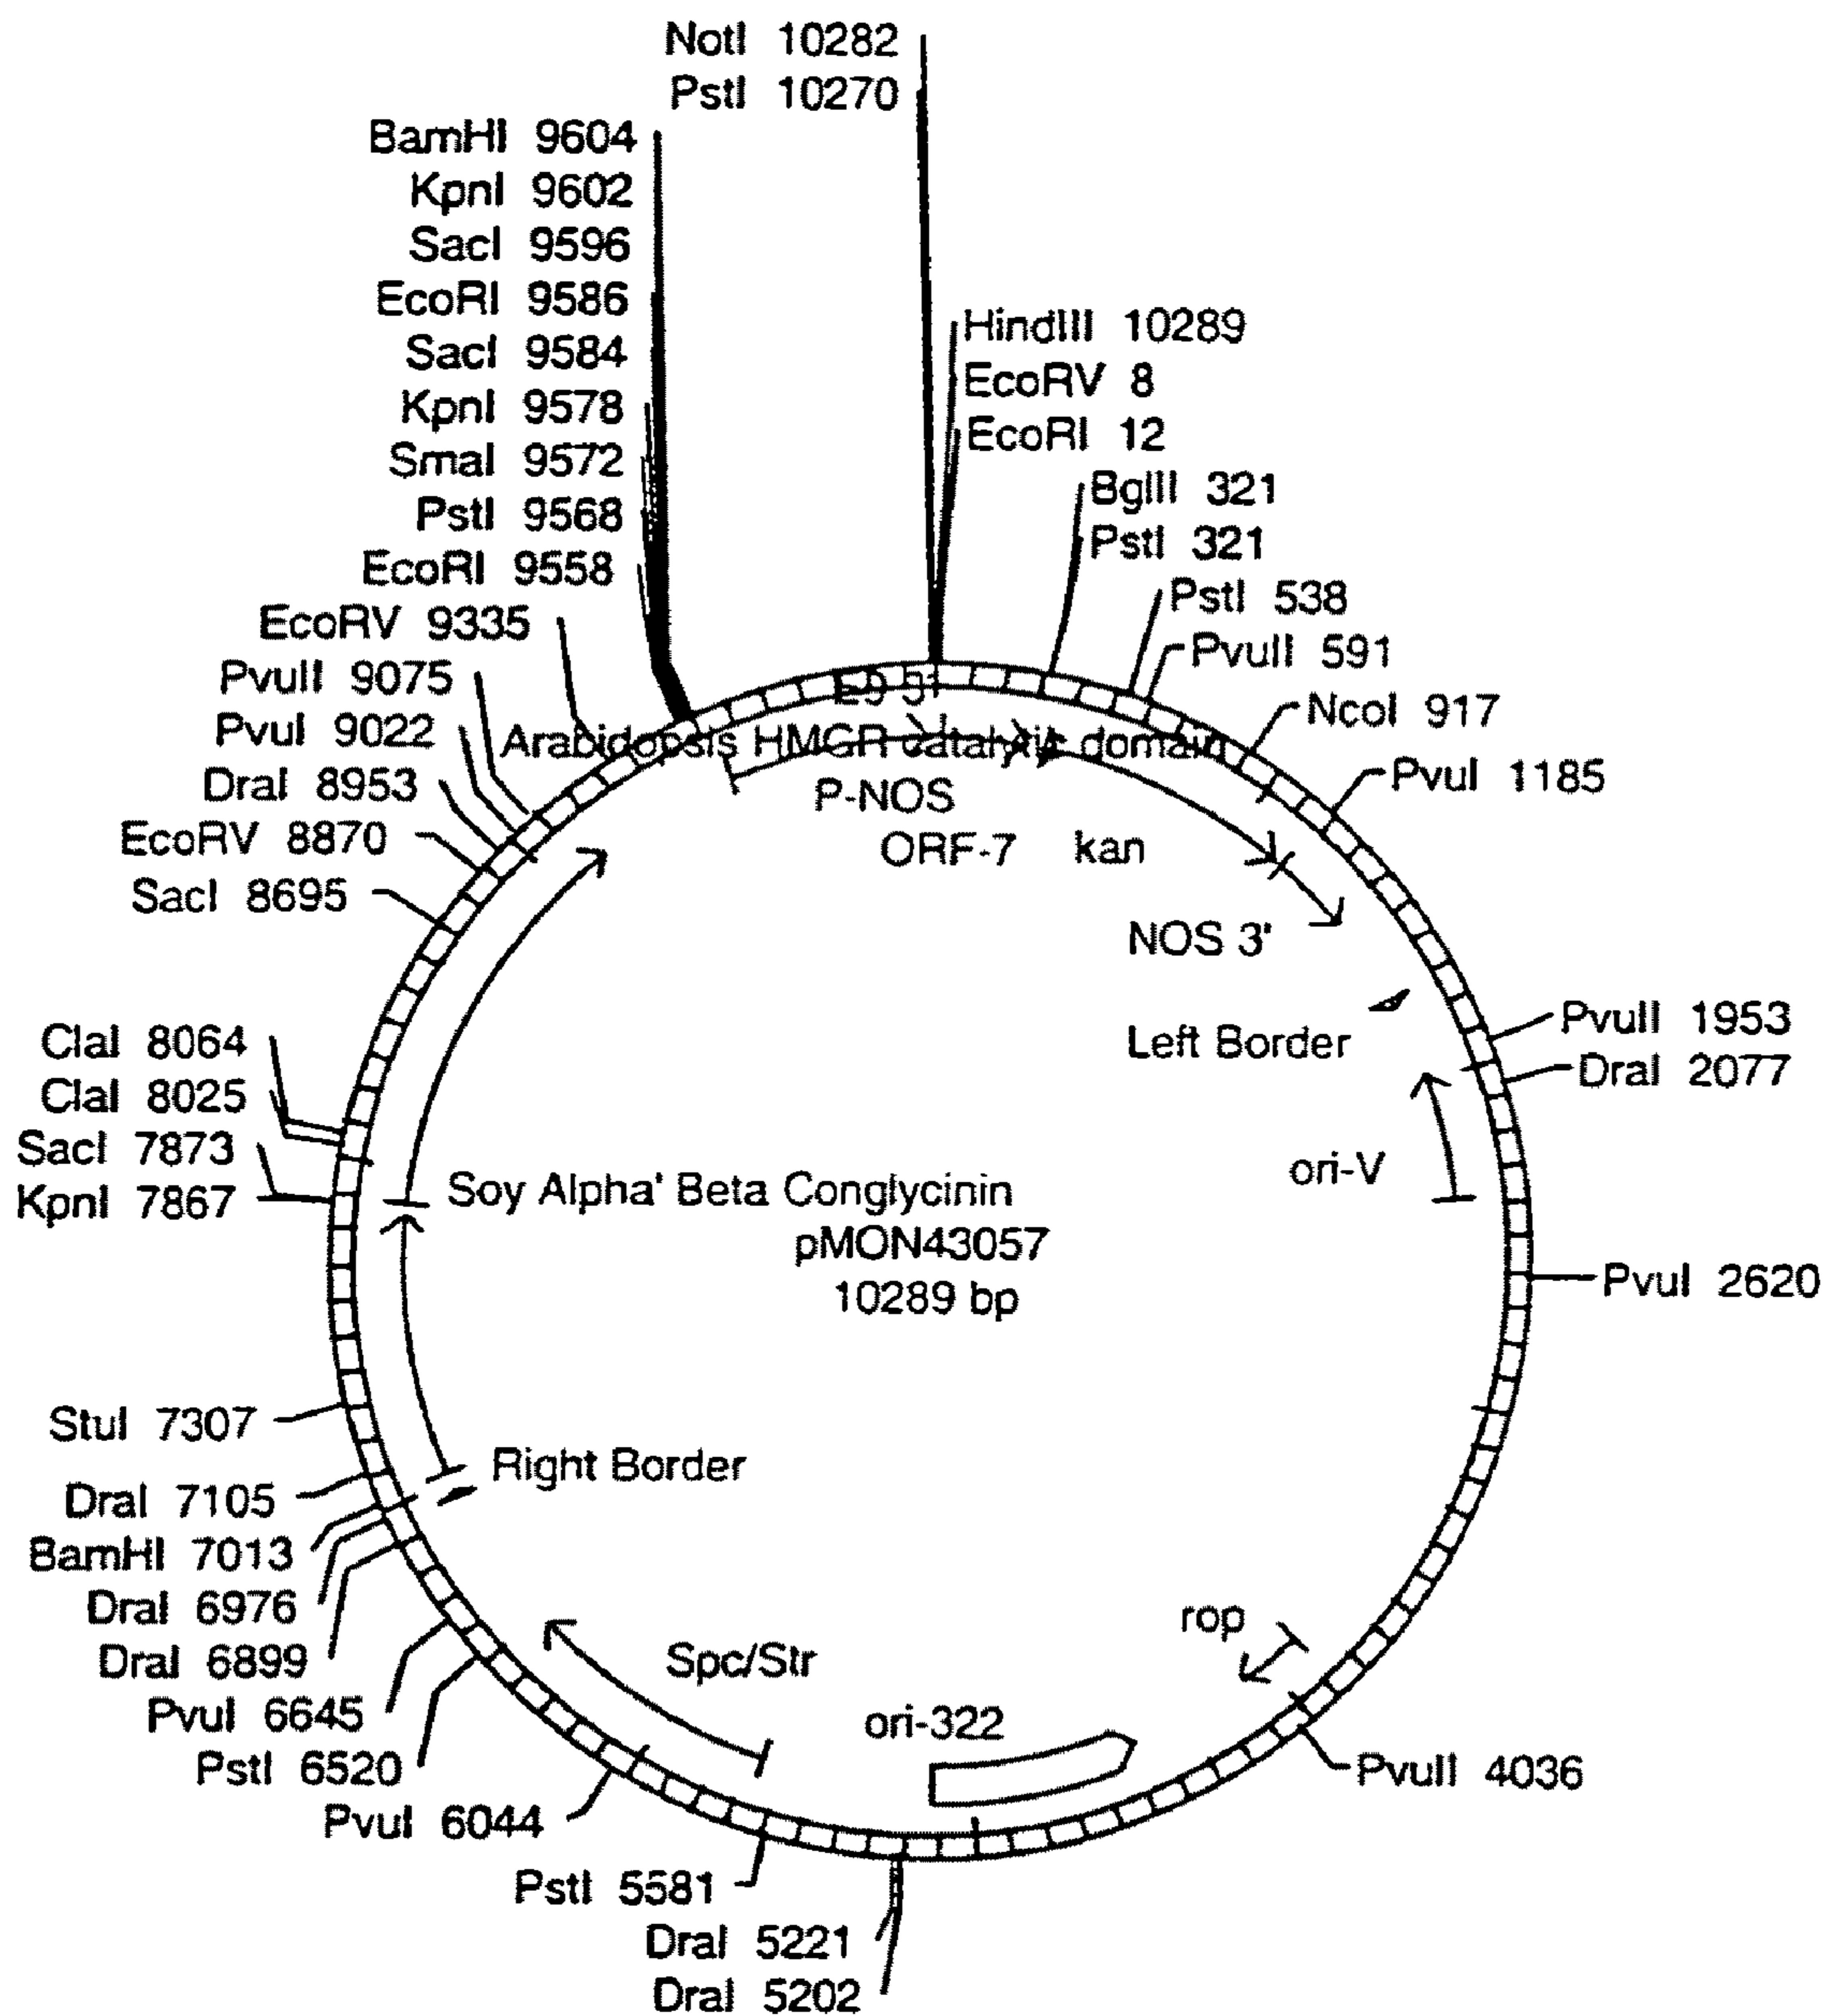 NotI 10282
PstI 10270
BamHI 9604
KpnI 9602
SacI 9596
EcoRI 9586
SacI 9584
KpnI 9578
SmaI 9572
PstI 9568
EcoRI 9558
EcoRV 9335
PvuII 9075
PvuI 9022
DraI 8953
EcoRV 8870
SacI 8695
ClaI 8064
ClaI 8025
SacI 7873
KpnI 7867
StuI 7307
DraI 7105
BamHI 7013
DraI 6976
DraI 6899
PvuI 6645
PstI 6520
PvuI 6044
PstI 5581
DraI 5221
DraI 5202
HindIII 10289
EcoRV 8
EcoRI 12
BglII 321
PstI 321
PstI 538
PvuII 591
NcoI 917
PvuI 1185
PvuII 1953
DraI 2077
PvuI 2620
PvuII 4036
E9 3'
Arabidopsis HMGR catalytic domain
P-NOS
ORF-7
kan
NOS 3'
Left Border
ori-V
Soy Alpha' Beta Conglycinin
pMON43057
10289 bp
Right Border
rop
Spc/Str
ori-322